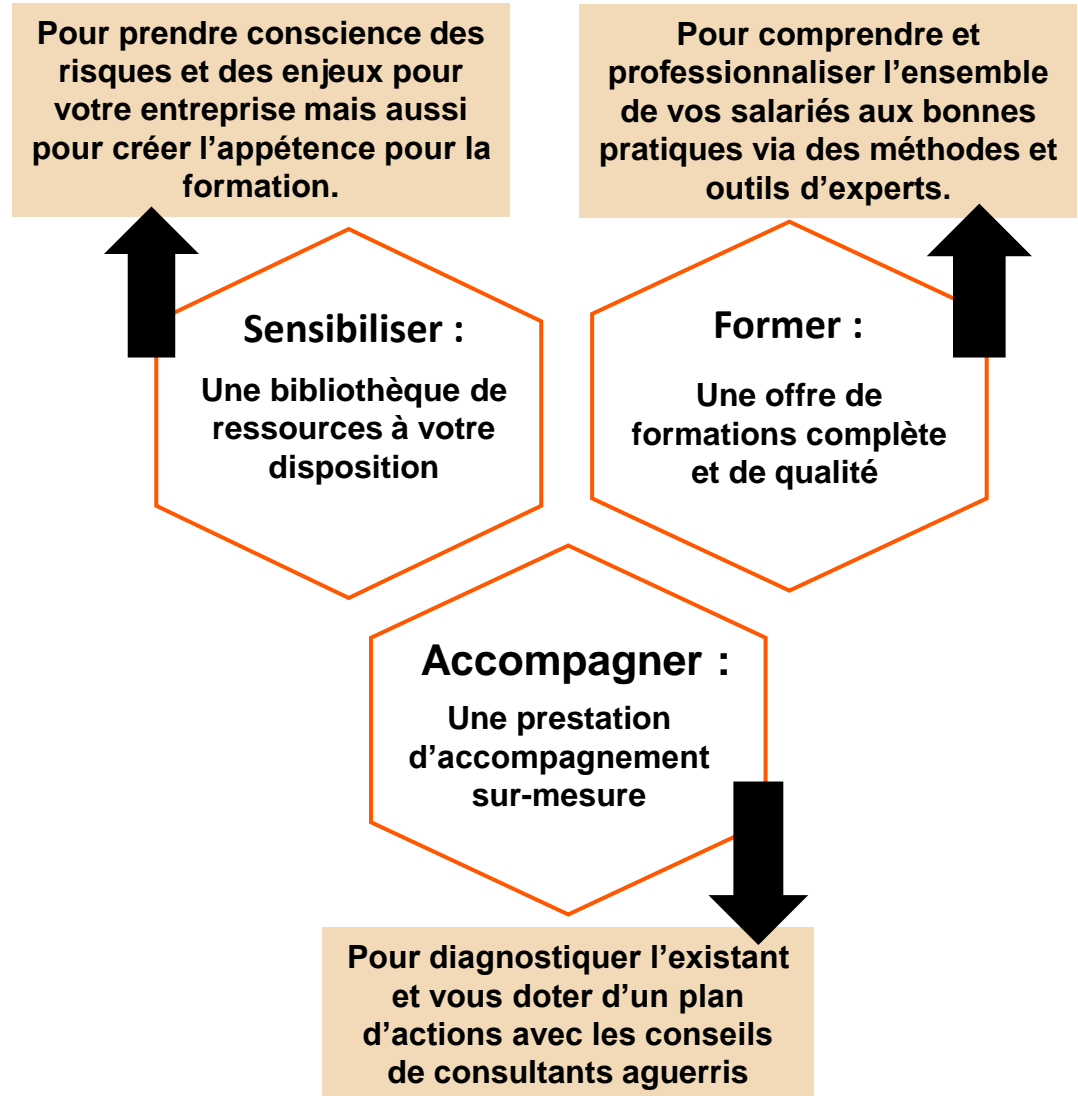 Pour prendre conscience des
risques et des enjeux pour
votre entreprise mais aussi
pour créer l’appétence pour la
formation.
Pour comprendre et
professionnaliser l’ensemble
de vos salariés aux bonnes
pratiques via des méthodes et
outils d’experts.
Sensibiliser :
Une bibliothèque de
ressources à votre
disposition
Former :
Une offre de
formations complète
et de qualité
Accompagner :
Une prestation
d’accompagnement
sur-mesure
Pour diagnostiquer l’existant
et vous doter d’un plan
d’actions avec les conseils
de consultants aguerris